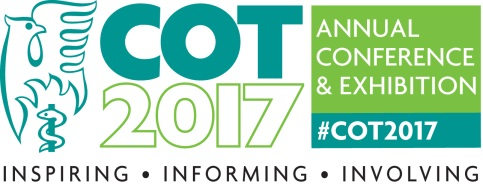 COT
2017
ANNUAL
CONFERENCE
& EXHIBITION
#COT2017
INSPIRING • INFORMING • INVOLVING